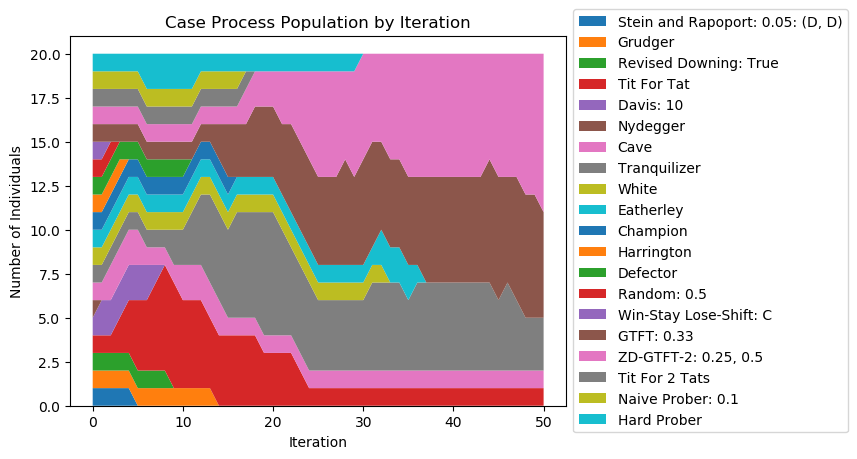 Case Process Population by Iteration
20.0
17.5
15.0
12.5
10.0
7.5
5.0
2.5
0.0
Number of Individuals
0 10 20 30 40 50
Iteration
Stein and Rapoport: 0.05: (D, D)
Grudger
Revised Downing: True
Tit For Tat
Davis: 10
Nydegger
Cave
Tranquilizer
White
Eatherley
Champion
Harrington
Defector
Random: 0.5
Win-Stay Lose-Shift: C
GTFT: 0.33
ZD-GTFT-2: 0.25, 0.5
Tit For 2 Tats
Naive Prober: 0.1
Hard Prober